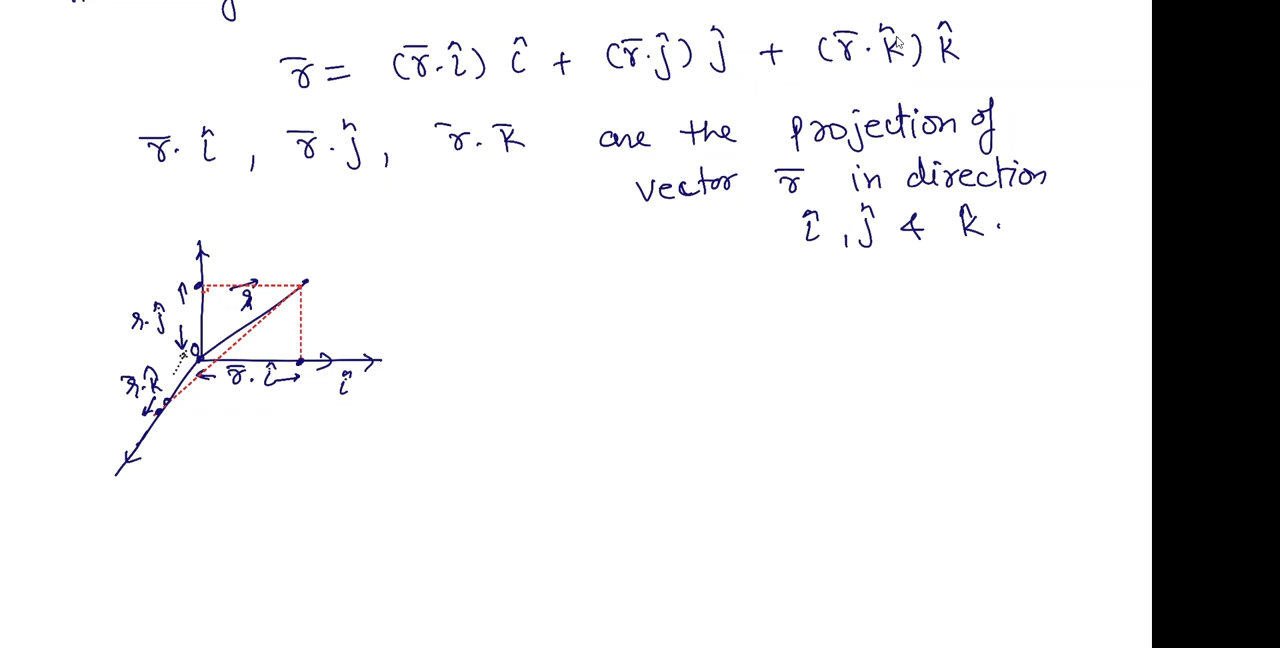 r̅ = (r̅.î) î + (r̅.ĵ) ĵ + (r̅.k̂) k̂
r̅.î , r̅.ĵ , r̅.k̅ are the projection of
vector r̅ in direction
î , ĵ & k̂.
r.ĵ
O
r̅.k̂
r̅.î
î